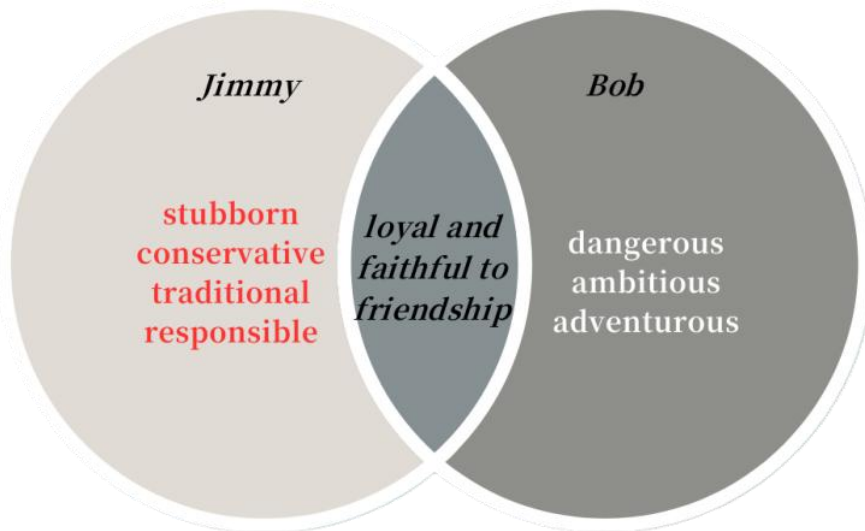 Jimmy
Bob
stubborn
conservative
traditional
responsible
loyal and
faithful to
friendship
dangerous
ambitious
adventurous